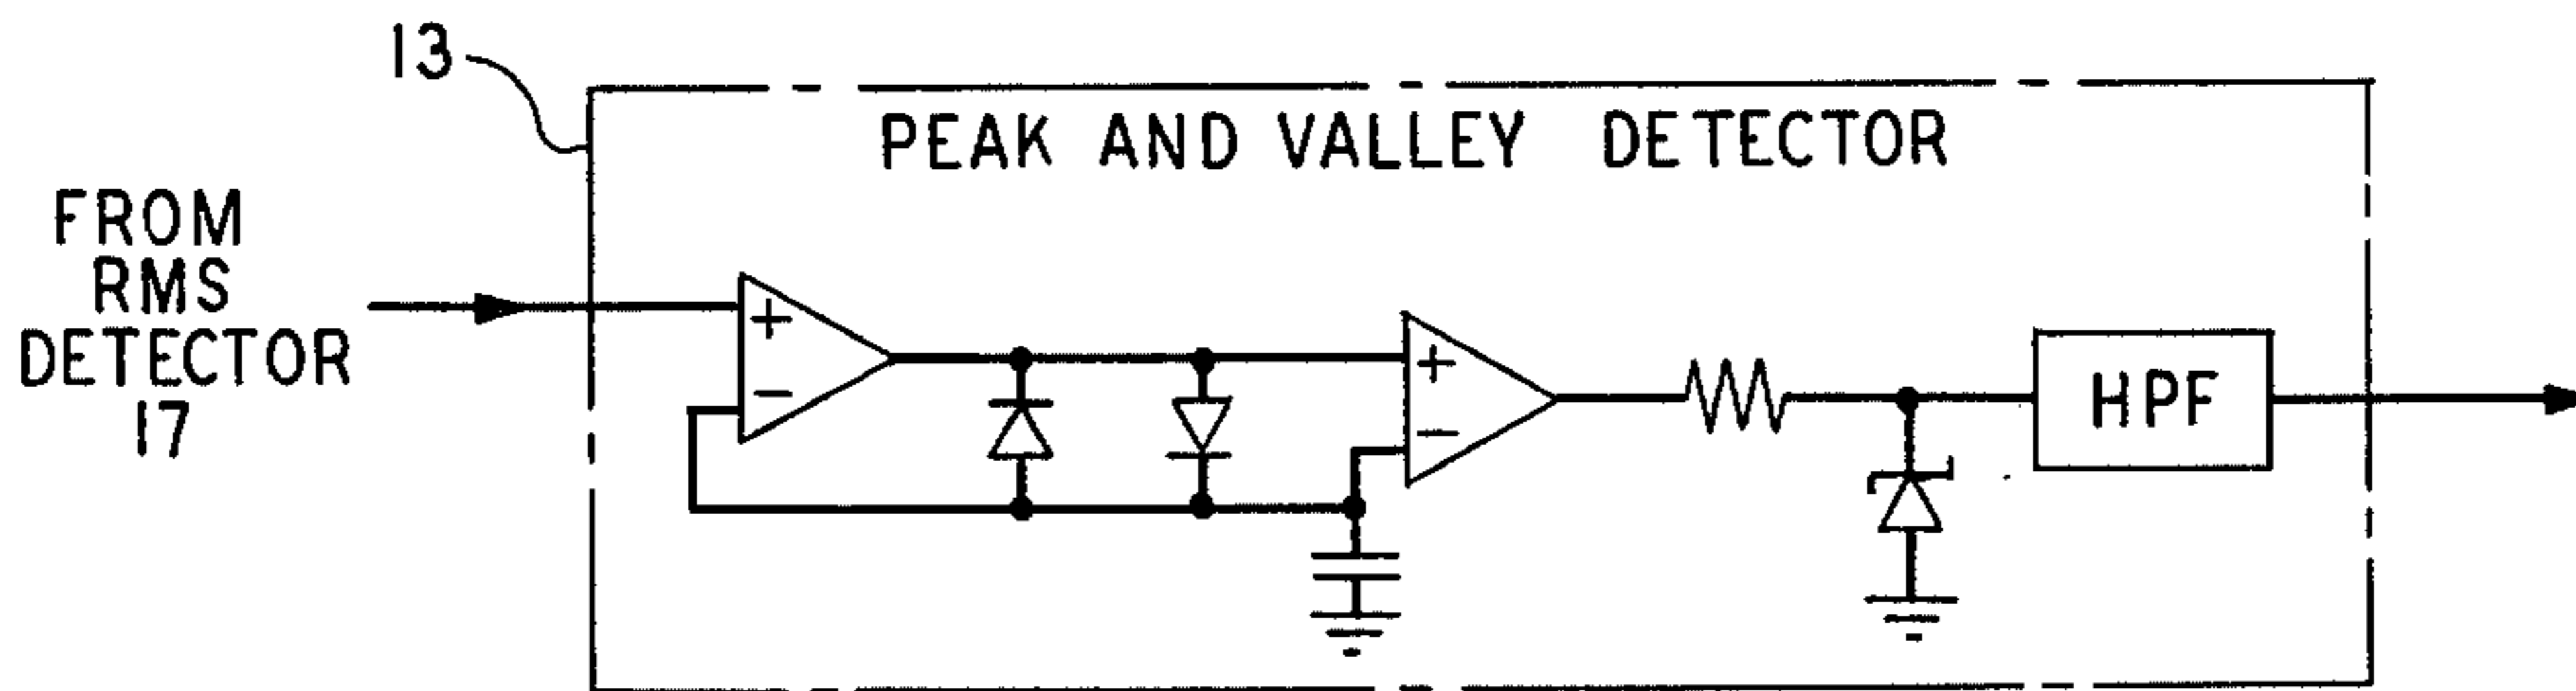 13
PEAK AND VALLEY DETECTOR
FROM
RMS
DETECTOR
17
+
−
+
−
HPF